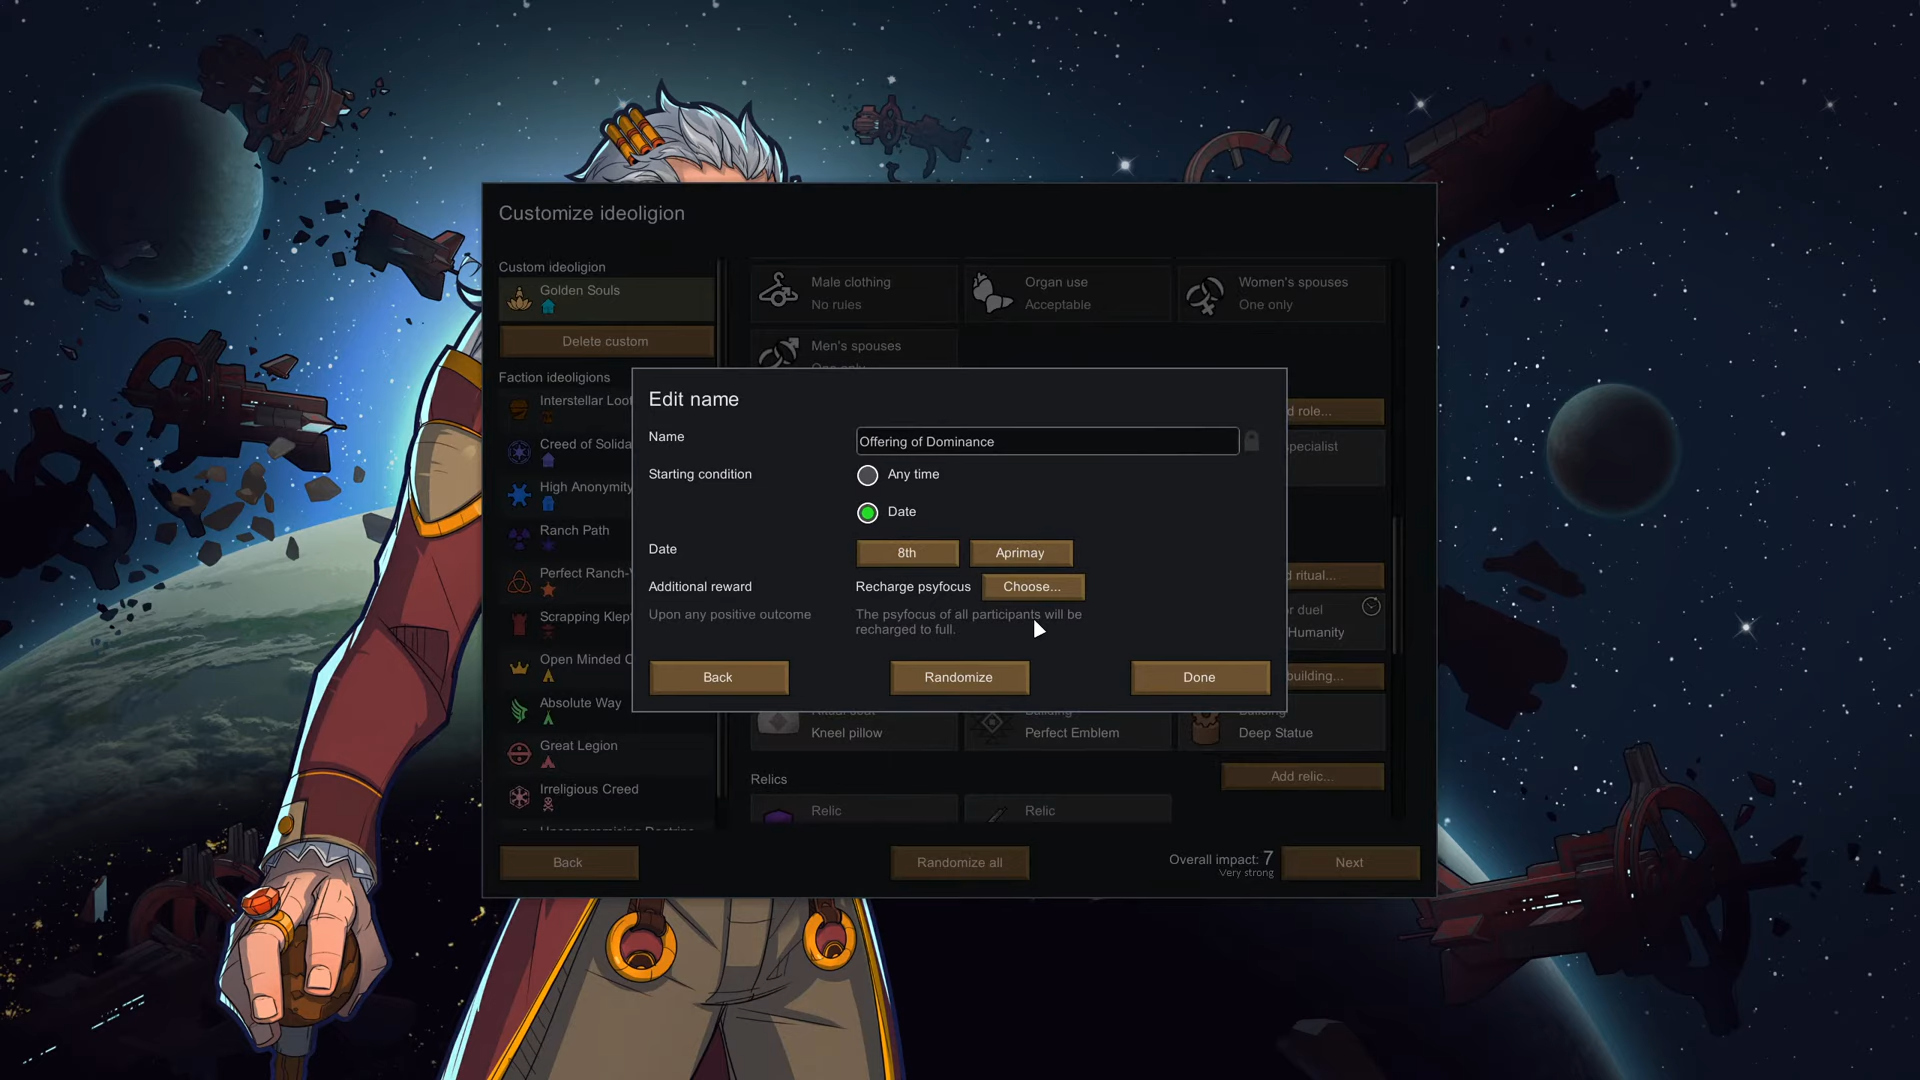 Customize ideoligion
Custom ideoligion
Golden Souls
Delete custom
Faction ideoligions
Interstellar
Creed of Solida
High Anonymity
Ranch Path
Perfect Ranch-
Scrapping Klep
Open Minded
Absolute Way
Great Legion
Irreligious Creed
Male clothing
No rules
Organ use
Acceptable
Women's spouses
One only
Men's spouses
Edit name
Name
Offering of Dominance
Starting condition
Any time
Date
Date
8th
Aprimay
Additional reward
Recharge psyfocus
Choose...
Upon any positive outcome
The psyfocus of all participants will be
recharged to full.
Back
Randomize
Done
role...
specialist
ritual...
duel
Humanity
building...
Kneel pillow
Perfect Emblem
Deep Statue
Relics
Add relic...
Relic
Relic
Back
Randomize all
Overall impact: 7
Very strong
Next